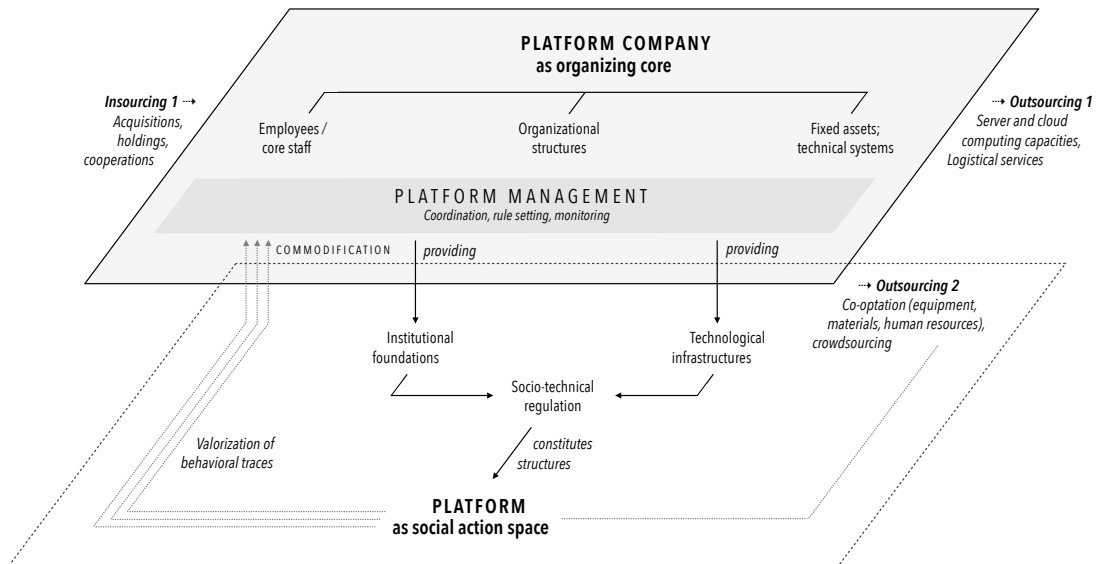 PLATFORM COMPANY
as organizing core
Insourcing 1
Acquisitions,
holdings,
cooperations
Employees /
core staff
Organizational
structures
Fixed assets;
technical systems
Outsourcing 1
Server and cloud
computing capacities,
Logistical services
PLATFORM MANAGEMENT
Coordination, rule setting, monitoring
COMMODIFICATION
providing
providing
Outsourcing 2
Co-optation (equipment,
materials, human resources),
crowdsourcing
Institutional
foundations
Technological
infrastructures
Socio-technical
regulation
Valorization of
behavioral traces
constitutes
structures
PLATFORM
as social action space